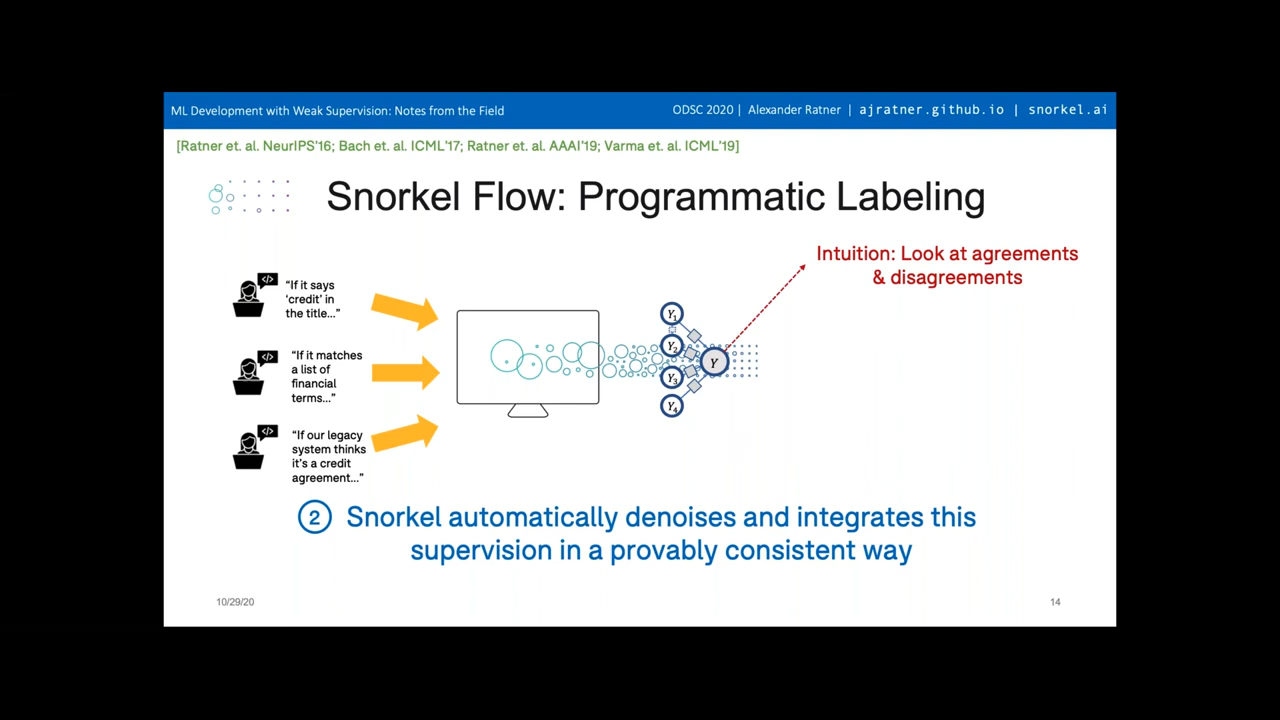 ML Development with Weak Supervision: Notes from the Field
ODSC 2020 | Alexander Ratner | ajratner.github.io | snorkel.ai
[Ratner et. al. NeurIPS'16; Bach et. al. ICML'17; Ratner et. al. AAAI'19; Varma et. al. ICML'19]
Snorkel Flow: Programmatic Labeling
Intuition: Look at agreements
& disagreements
</>
“If it says
‘credit’ in
the title...”
</>
“If it matches
a list of
financial
terms...”
</>
“If our legacy
system thinks
it’s a credit
agreement...”
Y₁
Y₂
Y₃
Y₄
Y
2 Snorkel automatically denoises and integrates this
supervision in a provably consistent way
10/29/20
14